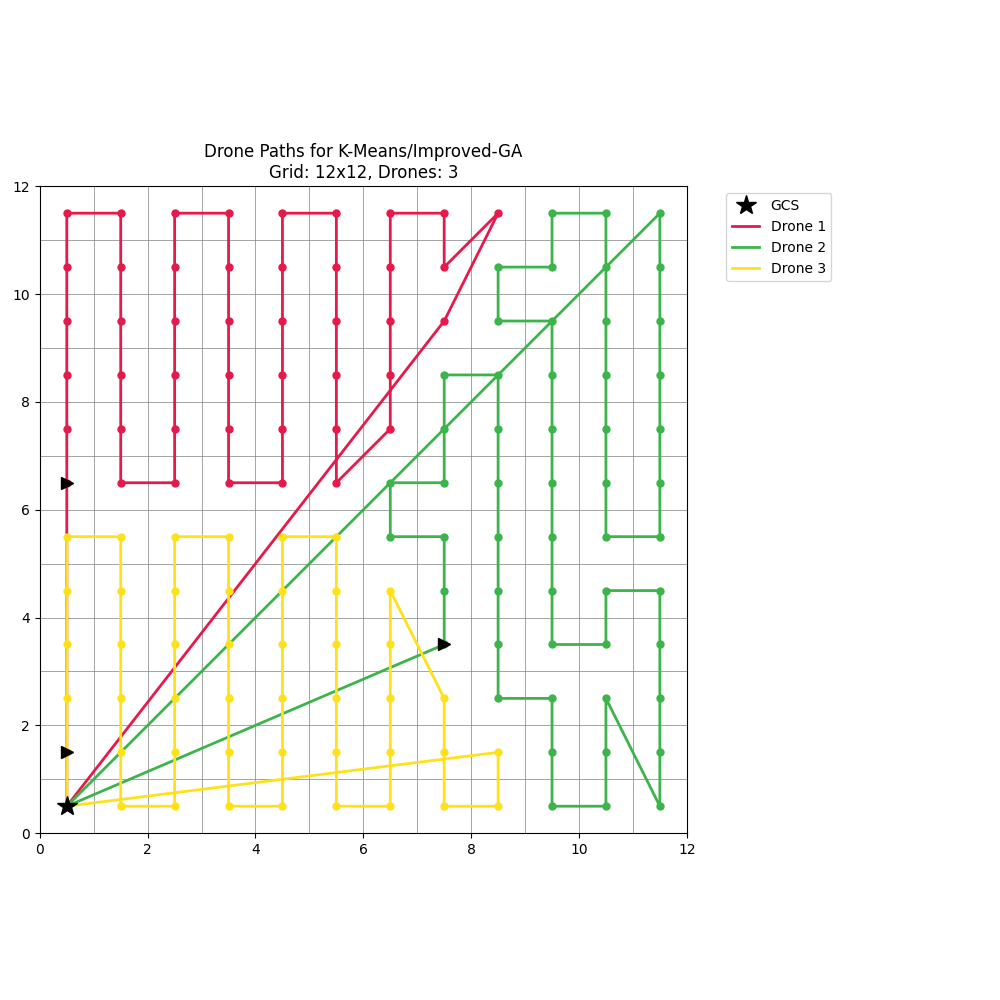 Drone Paths for K-Means/Improved-GA
Grid: 12x12, Drones: 3
12
10
8
6
4
2
0
0 2 4 6 8 10 12
GCS
Drone 1
Drone 2
Drone 3